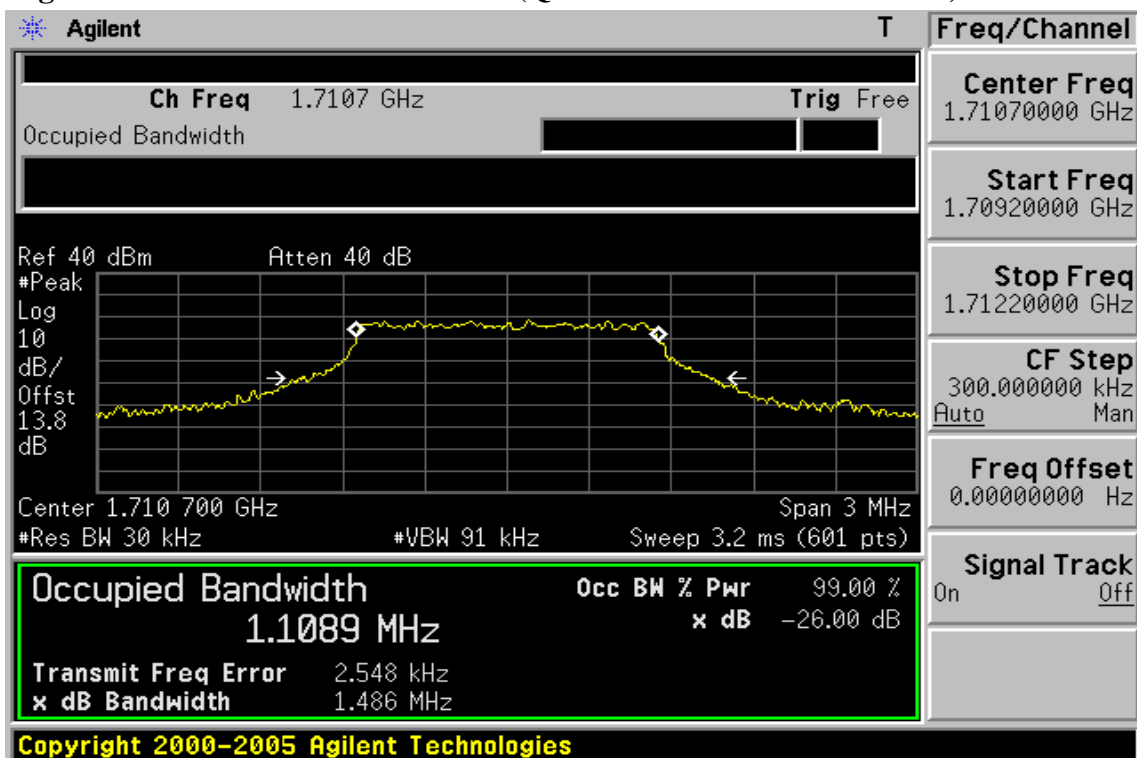 Agilent T Freq/Channel
Ch Freq 1.7107 GHz Trig Free
Occupied Bandwidth
Center Freq
1.71070000 GHz
Start Freq
1.70920000 GHz
Stop Freq
1.71220000 GHz
CF Step
300.000000 kHz
Auto Man
Freq Offset
0.00000000 Hz
Signal Track
On Off
Ref 40 dBm Atten 40 dB
#Peak
Log
10
dB/
Offst
13.8
dB
Center 1.710 700 GHz Span 3 MHz
#Res BW 30 kHz #VBW 91 kHz Sweep 3.2 ms (601 pts)
Occupied Bandwidth Occ BW % Pwr 99.00 %
1.1089 MHz x dB -26.00 dB
Transmit Freq Error 2.548 kHz
x dB Bandwidth 1.486 MHz
Copyright 2000-2005 Agilent Technologies